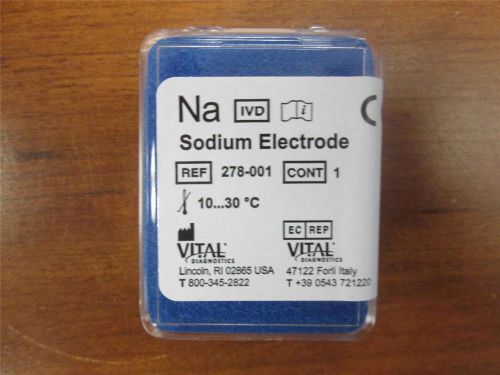 Na IVD i C
Sodium Electrode
REF 278-001 CONT 1
10...30 °C
EC REP
VITAL VITAL
DIAGNOSTICS DIAGNOSTICS
Lincoln, RI 02865 USA 47122 Forlì Italy
T 800-345-2822 T +39 0543 721220